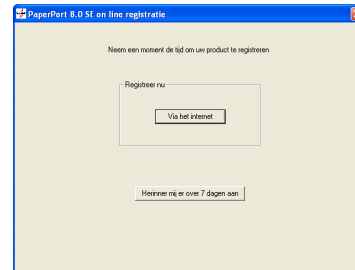 PaperPort 8.0 SE on line registratie
Neem een moment de tijd om uw product te registreren
Registreer nu
Via het internet
Herinner mij er over 7 dagen aan